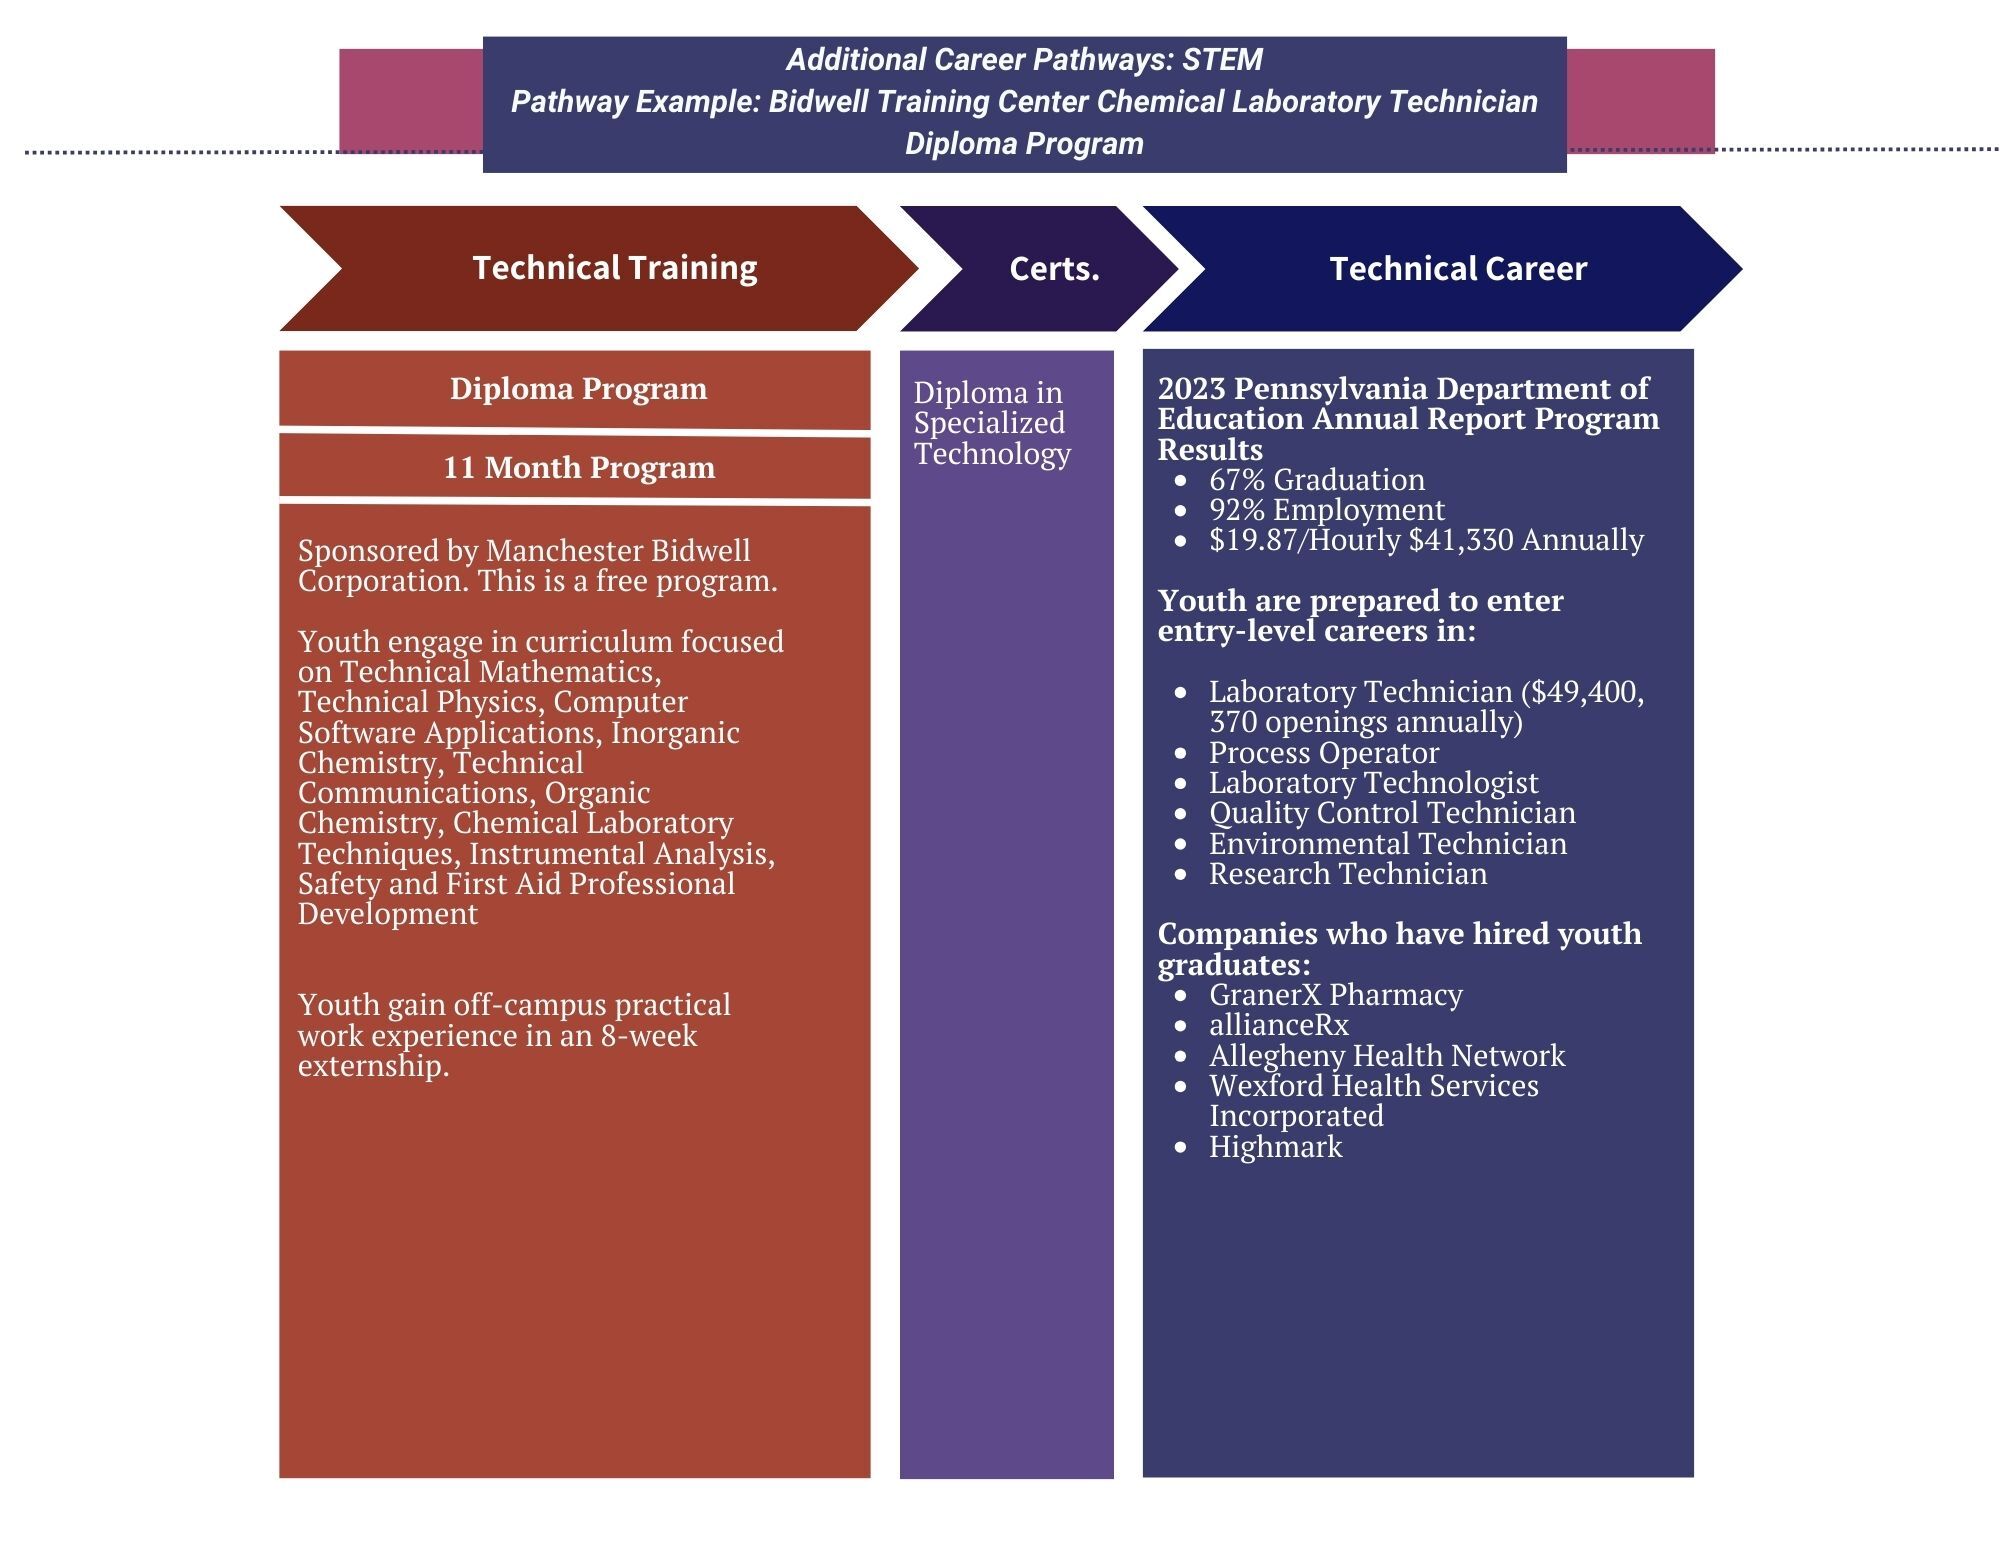 Additional Career Pathways: STEM
Pathway Example: Bidwell Training Center Chemical Laboratory Technician
Diploma Program
Technical Training
Certs.
Technical Career
Diploma Program
11 Month Program
Sponsored by Manchester Bidwell
Corporation. This is a free program.
Youth engage in curriculum focused
on Technical Mathematics,
Technical Physics, Computer
Software Applications, Inorganic
Chemistry, Technical
Communications, Organic
Chemistry, Chemical Laboratory
Techniques, Instrumental Analysis,
Safety and First Aid Professional
Development
Youth gain off-campus practical
work experience in an 8-week
externship.
Diploma in
Specialized
Technology
2023 Pennsylvania Department of
Education Annual Report Program
Results
• 67% Graduation
• 92% Employment
• $19.87/Hourly $41,330 Annually
Youth are prepared to enter
entry-level careers in:
• Laboratory Technician ($49,400,
370 openings annually)
• Process Operator
• Laboratory Technologist
• Quality Control Technician
• Environmental Technician
• Research Technician
Companies who have hired youth
graduates:
• GranerX Pharmacy
• allianceRx
• Allegheny Health Network
• Wexford Health Services
Incorporated
• Highmark